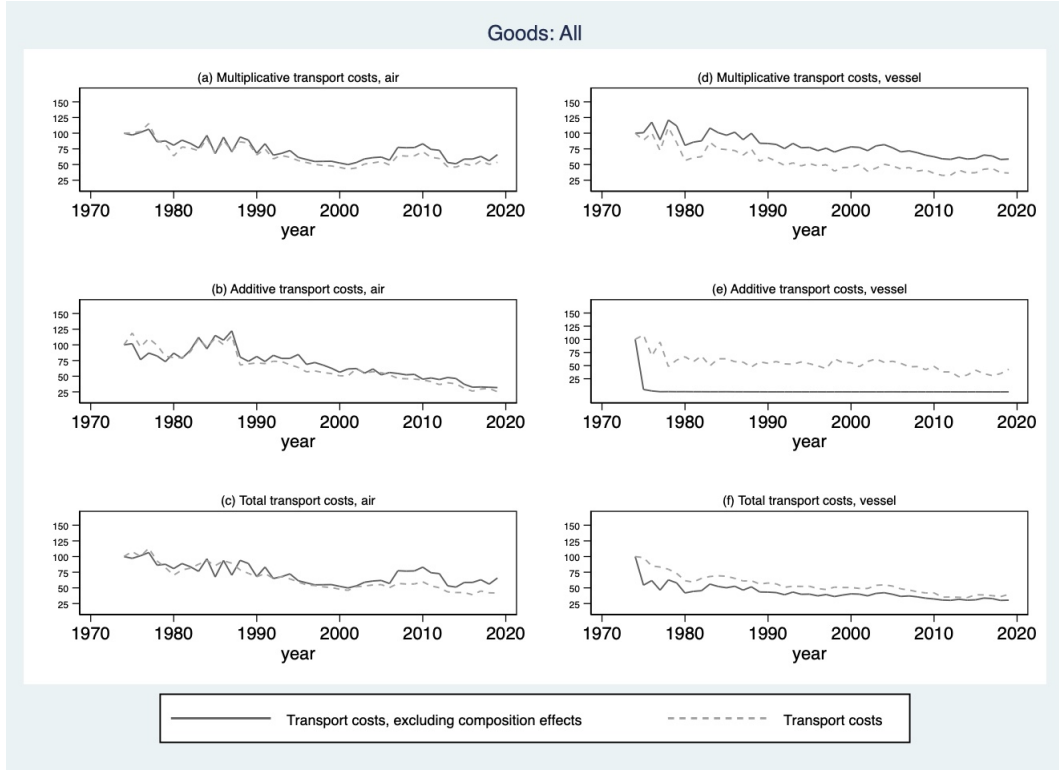 Goods: All
(a) Multiplicative transport costs, air
150
125
100
75
50
25
1970 1980 1990 2000 2010 2020
year
(d) Multiplicative transport costs, vessel
150
125
100
75
50
25
1970 1980 1990 2000 2010 2020
year
(b) Additive transport costs, air
150
125
100
75
50
25
1970 1980 1990 2000 2010 2020
year
(e) Additive transport costs, vessel
150
125
100
75
50
25
1970 1980 1990 2000 2010 2020
year
(c) Total transport costs, air
150
125
100
75
50
25
1970 1980 1990 2000 2010 2020
year
(f) Total transport costs, vessel
150
125
100
75
50
25
1970 1980 1990 2000 2010 2020
year
Transport costs, excluding composition effects
Transport costs